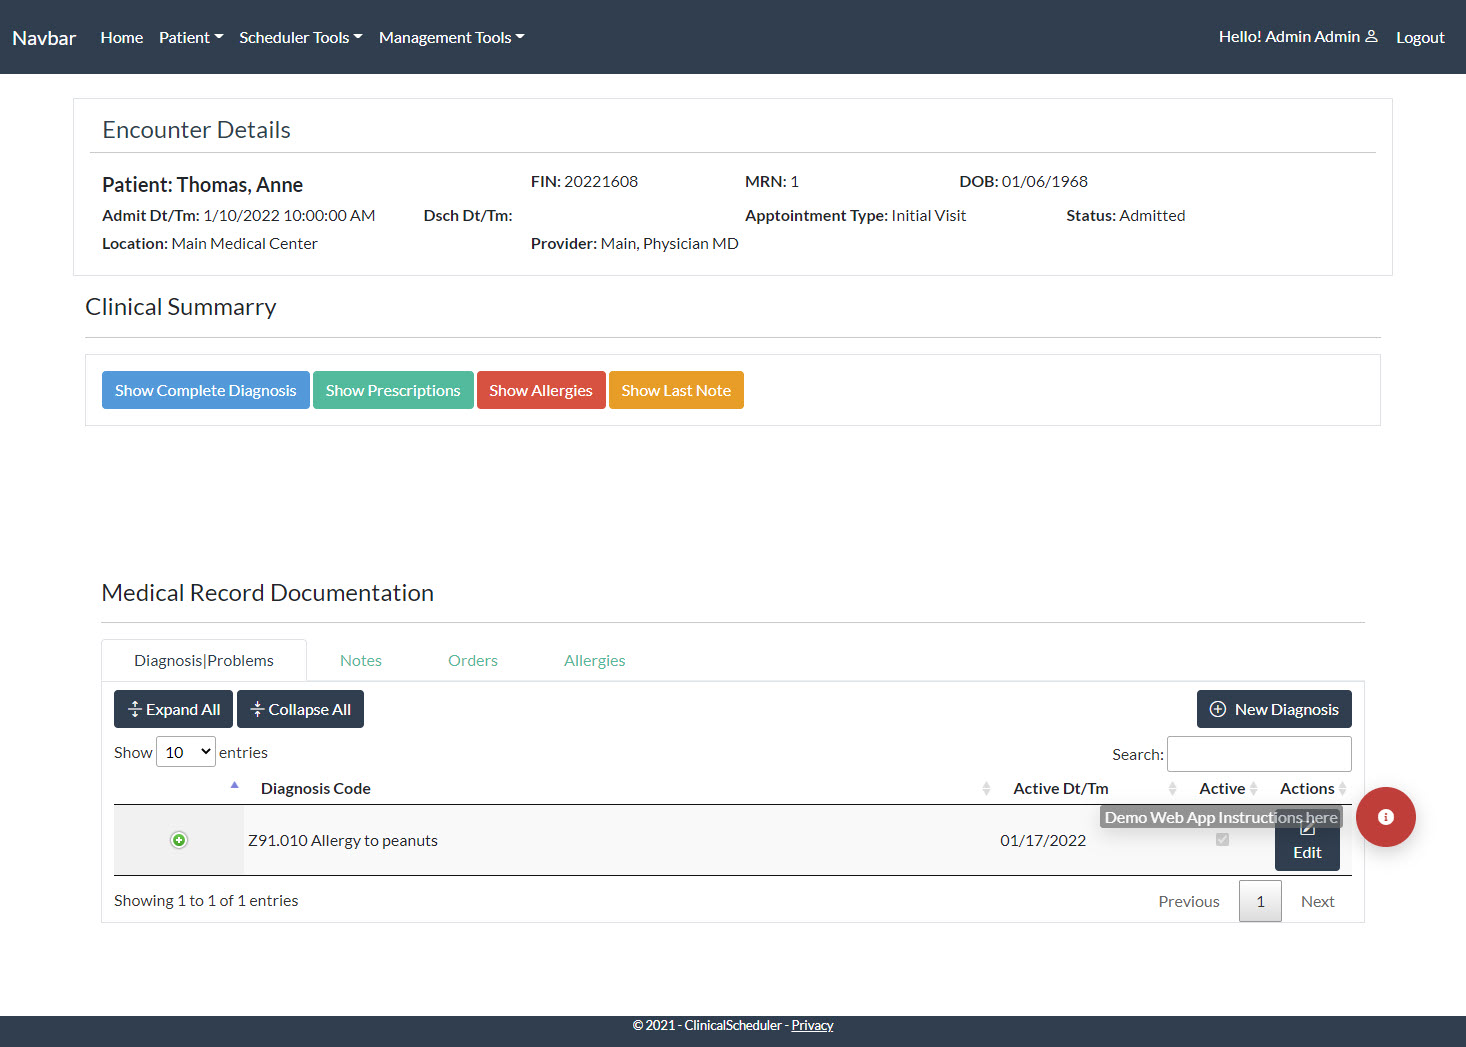 Navbar Home Patient Scheduler Tools Management Tools Hello! Admin Admin Logout
Encounter Details
Patient: Thomas, Anne FIN: 20221608 MRN: 1 DOB: 01/06/1968
Admit Dt/Tm: 1/10/2022 10:00:00 AM Dsch Dt/Tm: Apptointment Type: Initial Visit Status: Admitted
Location: Main Medical Center Provider: Main, Physician MD
Clinical Summarry
Show Complete Diagnosis Show Prescriptions Show Allergies Show Last Note
Medical Record Documentation
Diagnosis|Problems Notes Orders Allergies
Expand All Collapse All New Diagnosis
Show 10 entries Search:
Diagnosis Code Active Dt/Tm Active Actions
Demo Web App Instructions here
Z91.010 Allergy to peanuts 01/17/2022
Edit
Showing 1 to 1 of 1 entries Previous 1 Next
© 2021 - ClinicalScheduler - Privacy